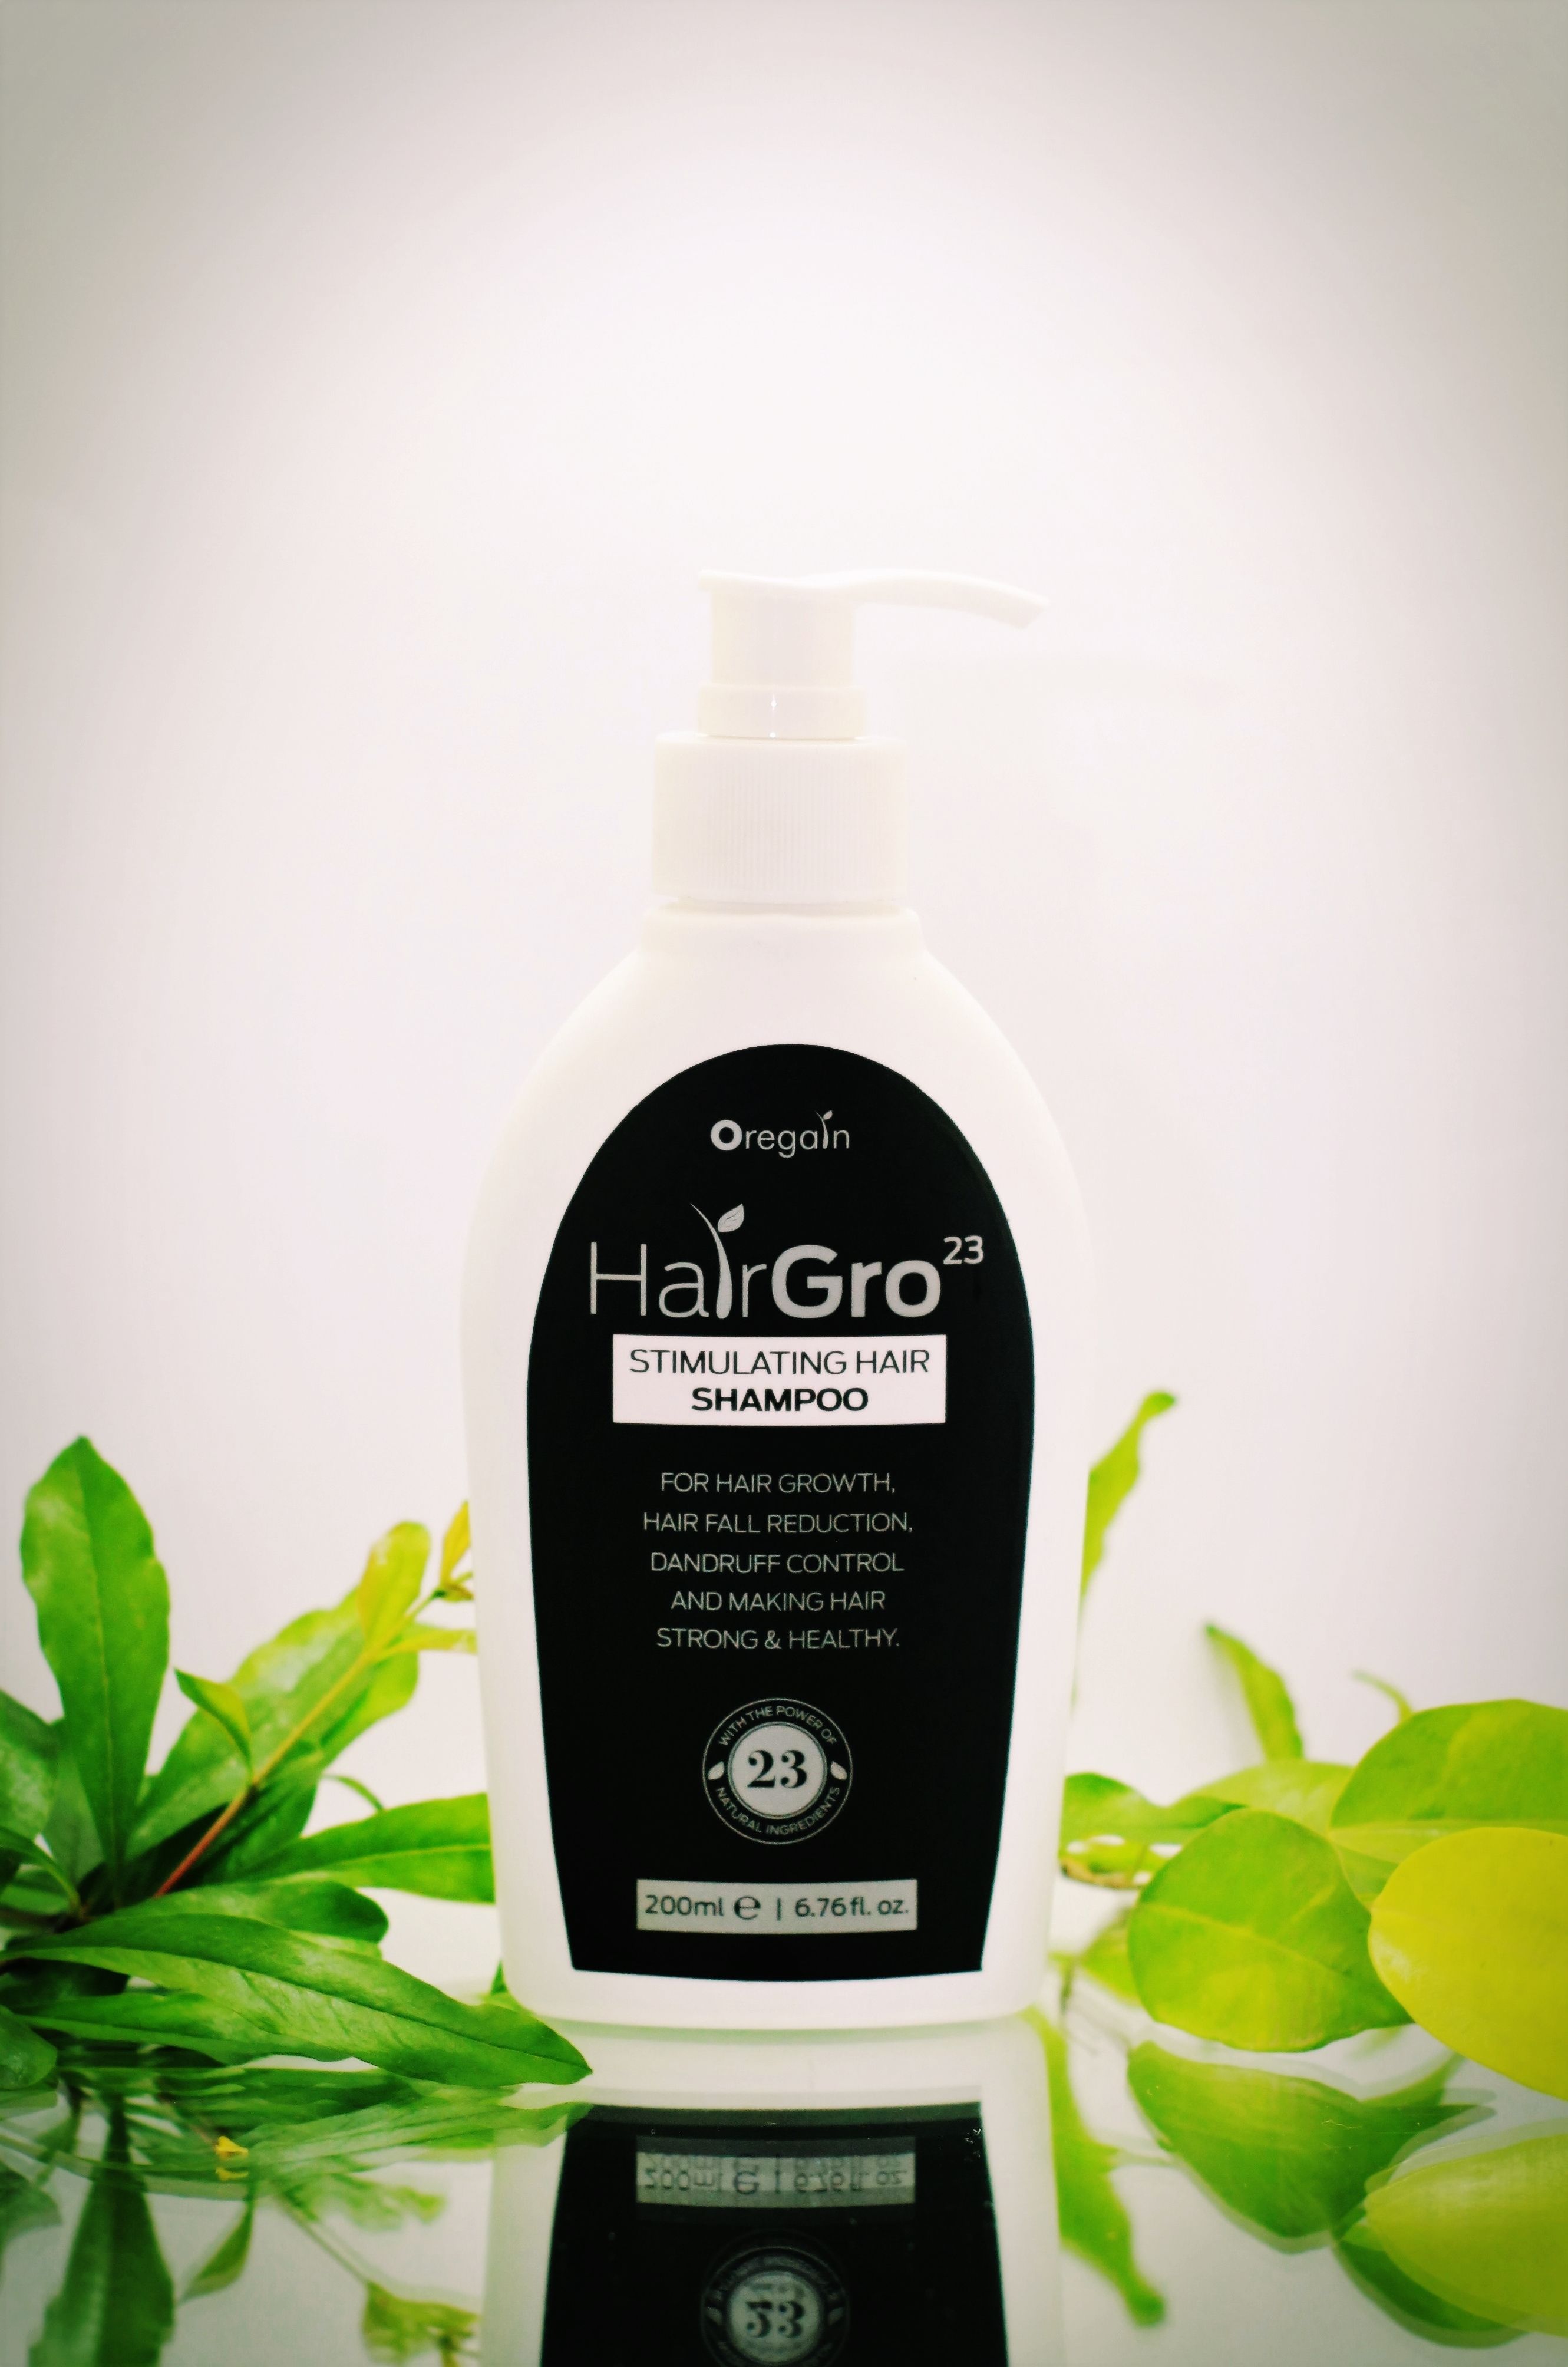 Oregain
HairGro²³
STIMULATING HAIR
SHAMPOO
FOR HAIR GROWTH,
HAIR FALL REDUCTION,
DANDRUFF CONTROL
AND MAKING HAIR
STRONG & HEALTHY.
WITH THE POWER OF
23
NATURAL INGREDIENTS
200ml ℮ | 6.76 fl. oz.